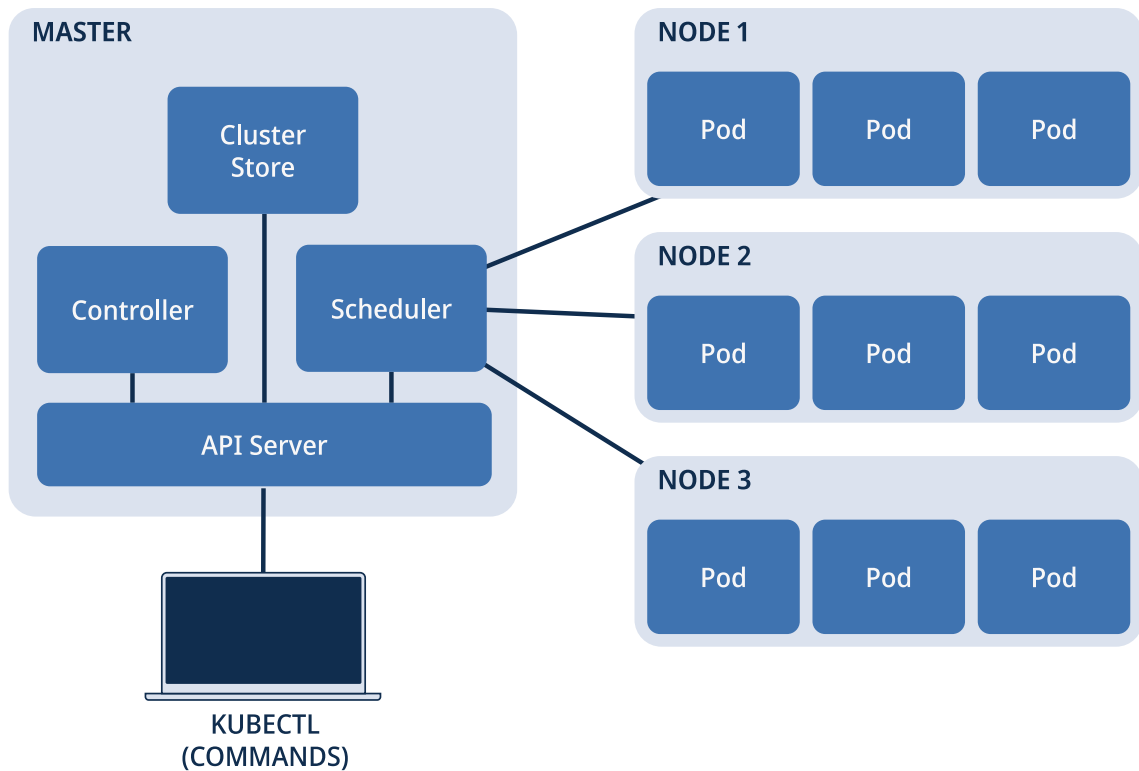 MASTER
Cluster
Store
Controller
Scheduler
API Server
KUBECTL
(COMMANDS)
NODE 1
Pod
Pod
Pod
NODE 2
Pod
Pod
Pod
NODE 3
Pod
Pod
Pod